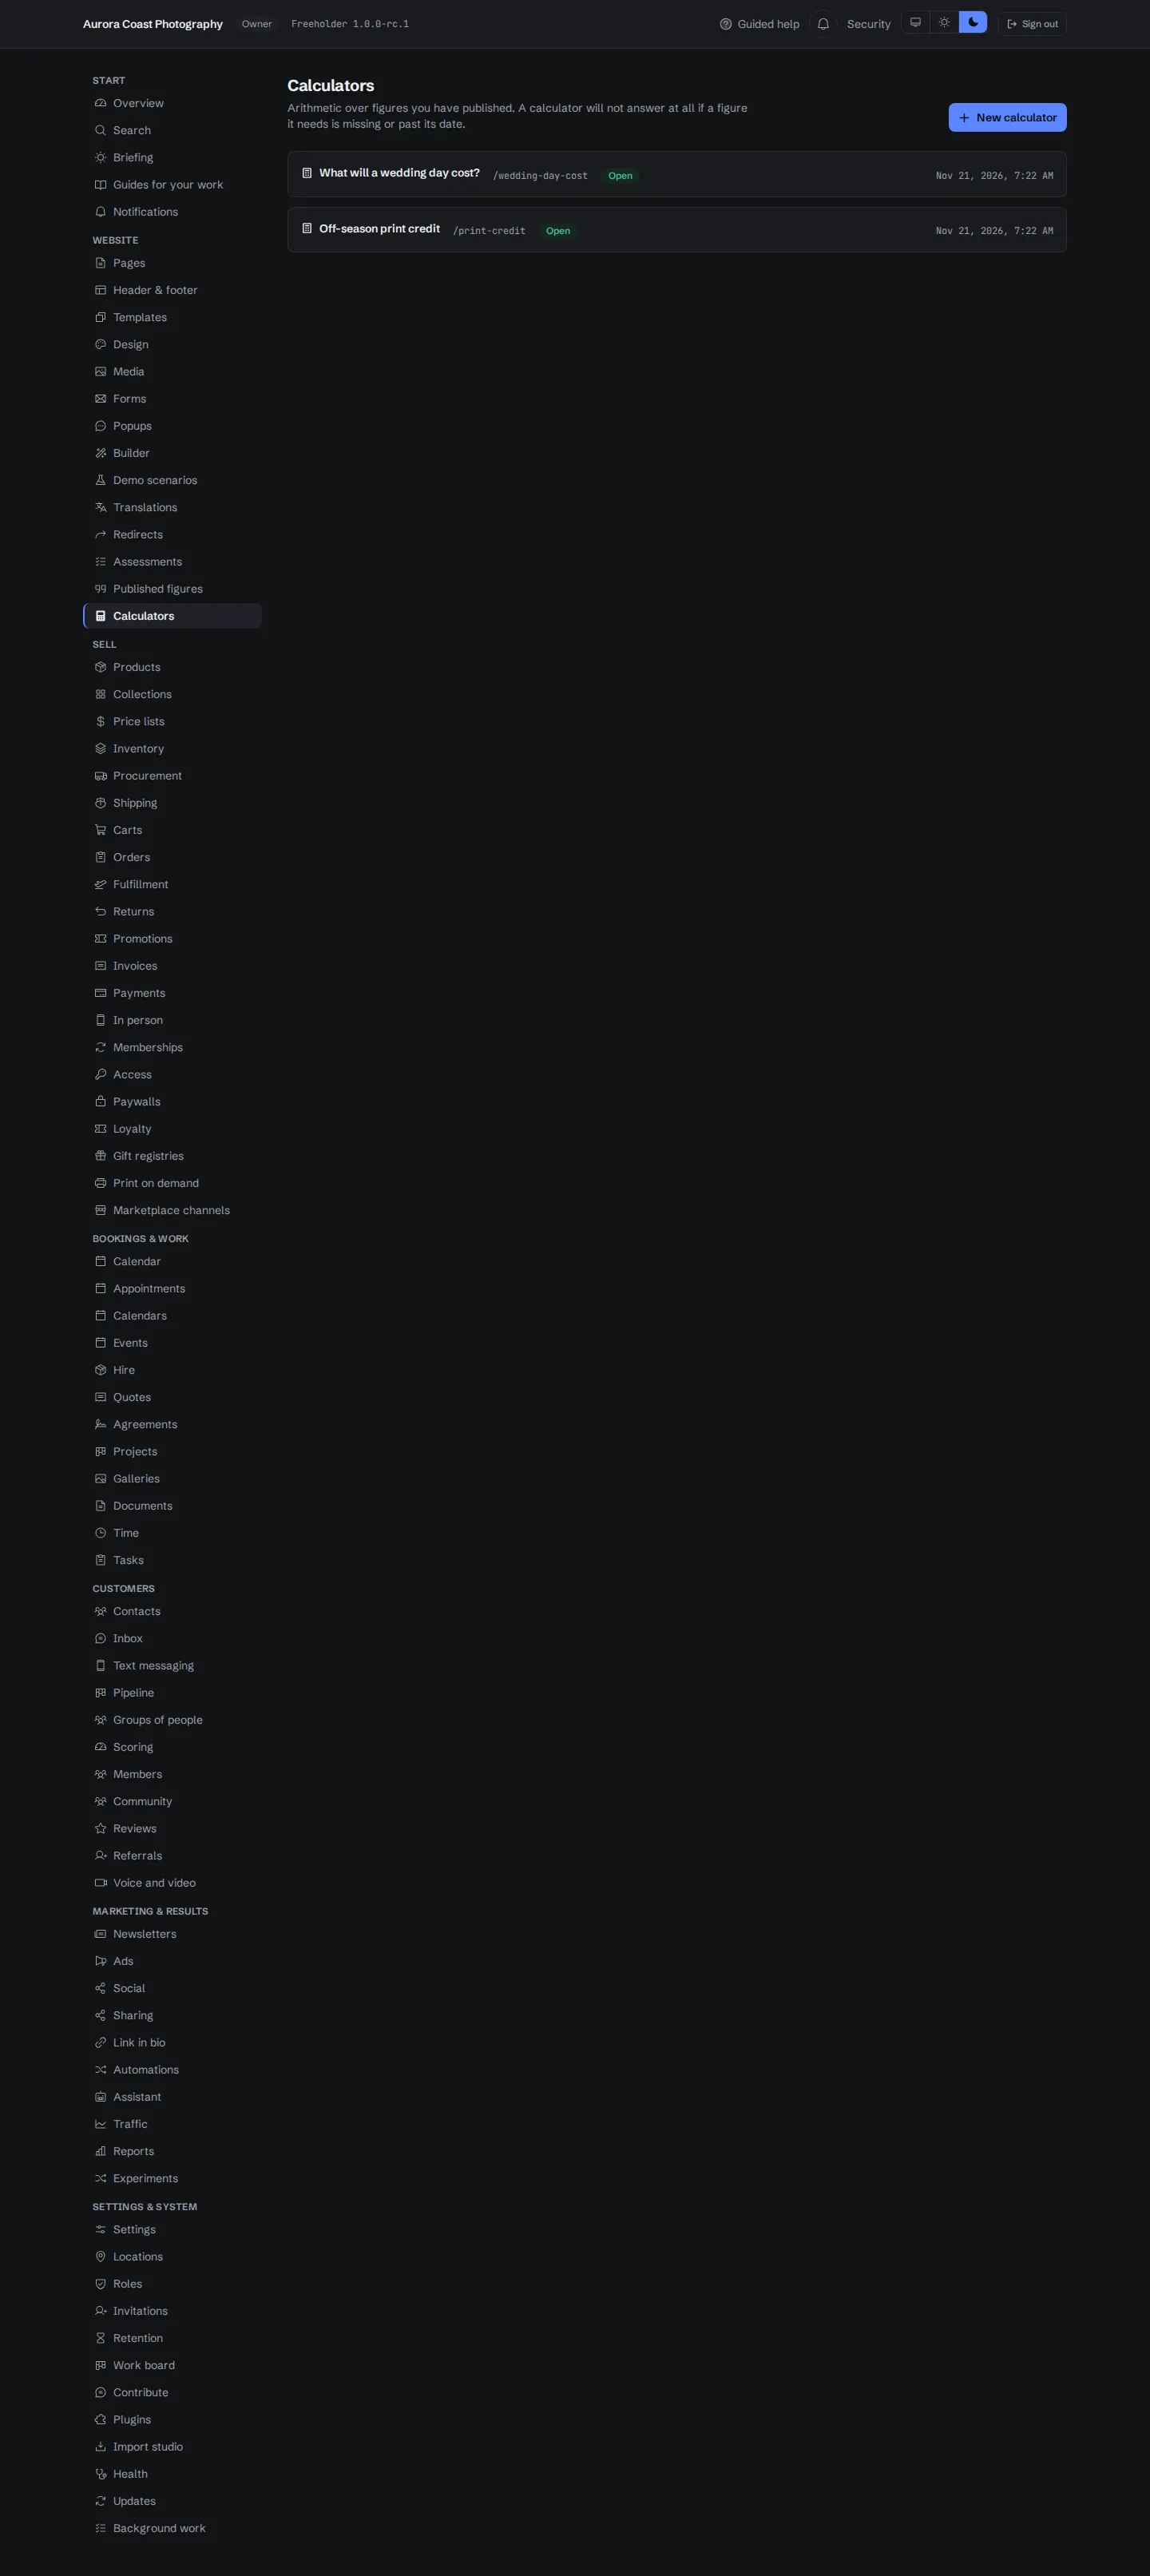 Aurora Coast Photography
Owner
Freeholder 1.0.0-rc.1
Guided help
Security
Sign out
START
Overview
Search
Briefing
Guides for your work
Notifications
WEBSITE
Pages
Header & footer
Templates
Design
Media
Forms
Popups
Builder
Demo scenarios
Translations
Redirects
Assessments
Published figures
Calculators
SELL
Products
Collections
Price lists
Inventory
Procurement
Shipping
Carts
Orders
Fulfillment
Returns
Promotions
Invoices
Payments
In person
Memberships
Access
Paywalls
Loyalty
Gift registries
Print on demand
Marketplace channels
BOOKINGS & WORK
Calendar
Appointments
Calendars
Events
Hire
Quotes
Agreements
Projects
Galleries
Documents
Time
Tasks
CUSTOMERS
Contacts
Inbox
Text messaging
Pipeline
Groups of people
Scoring
Members
Community
Reviews
Referrals
Voice and video
MARKETING & RESULTS
Newsletters
Ads
Social
Sharing
Link in bio
Automations
Assistant
Traffic
Reports
Experiments
SETTINGS & SYSTEM
Settings
Locations
Roles
Invitations
Retention
Work board
Contribute
Plugins
Import studio
Health
Updates
Background work
Calculators
Arithmetic over figures you have published. A calculator will not answer at all if a figure
it needs is missing or past its date.
New calculator
What will a wedding day cost? /wedding-day-cost Open Nov 21, 2026, 7:22 AM
Off-season print credit /print-credit Open Nov 21, 2026, 7:22 AM